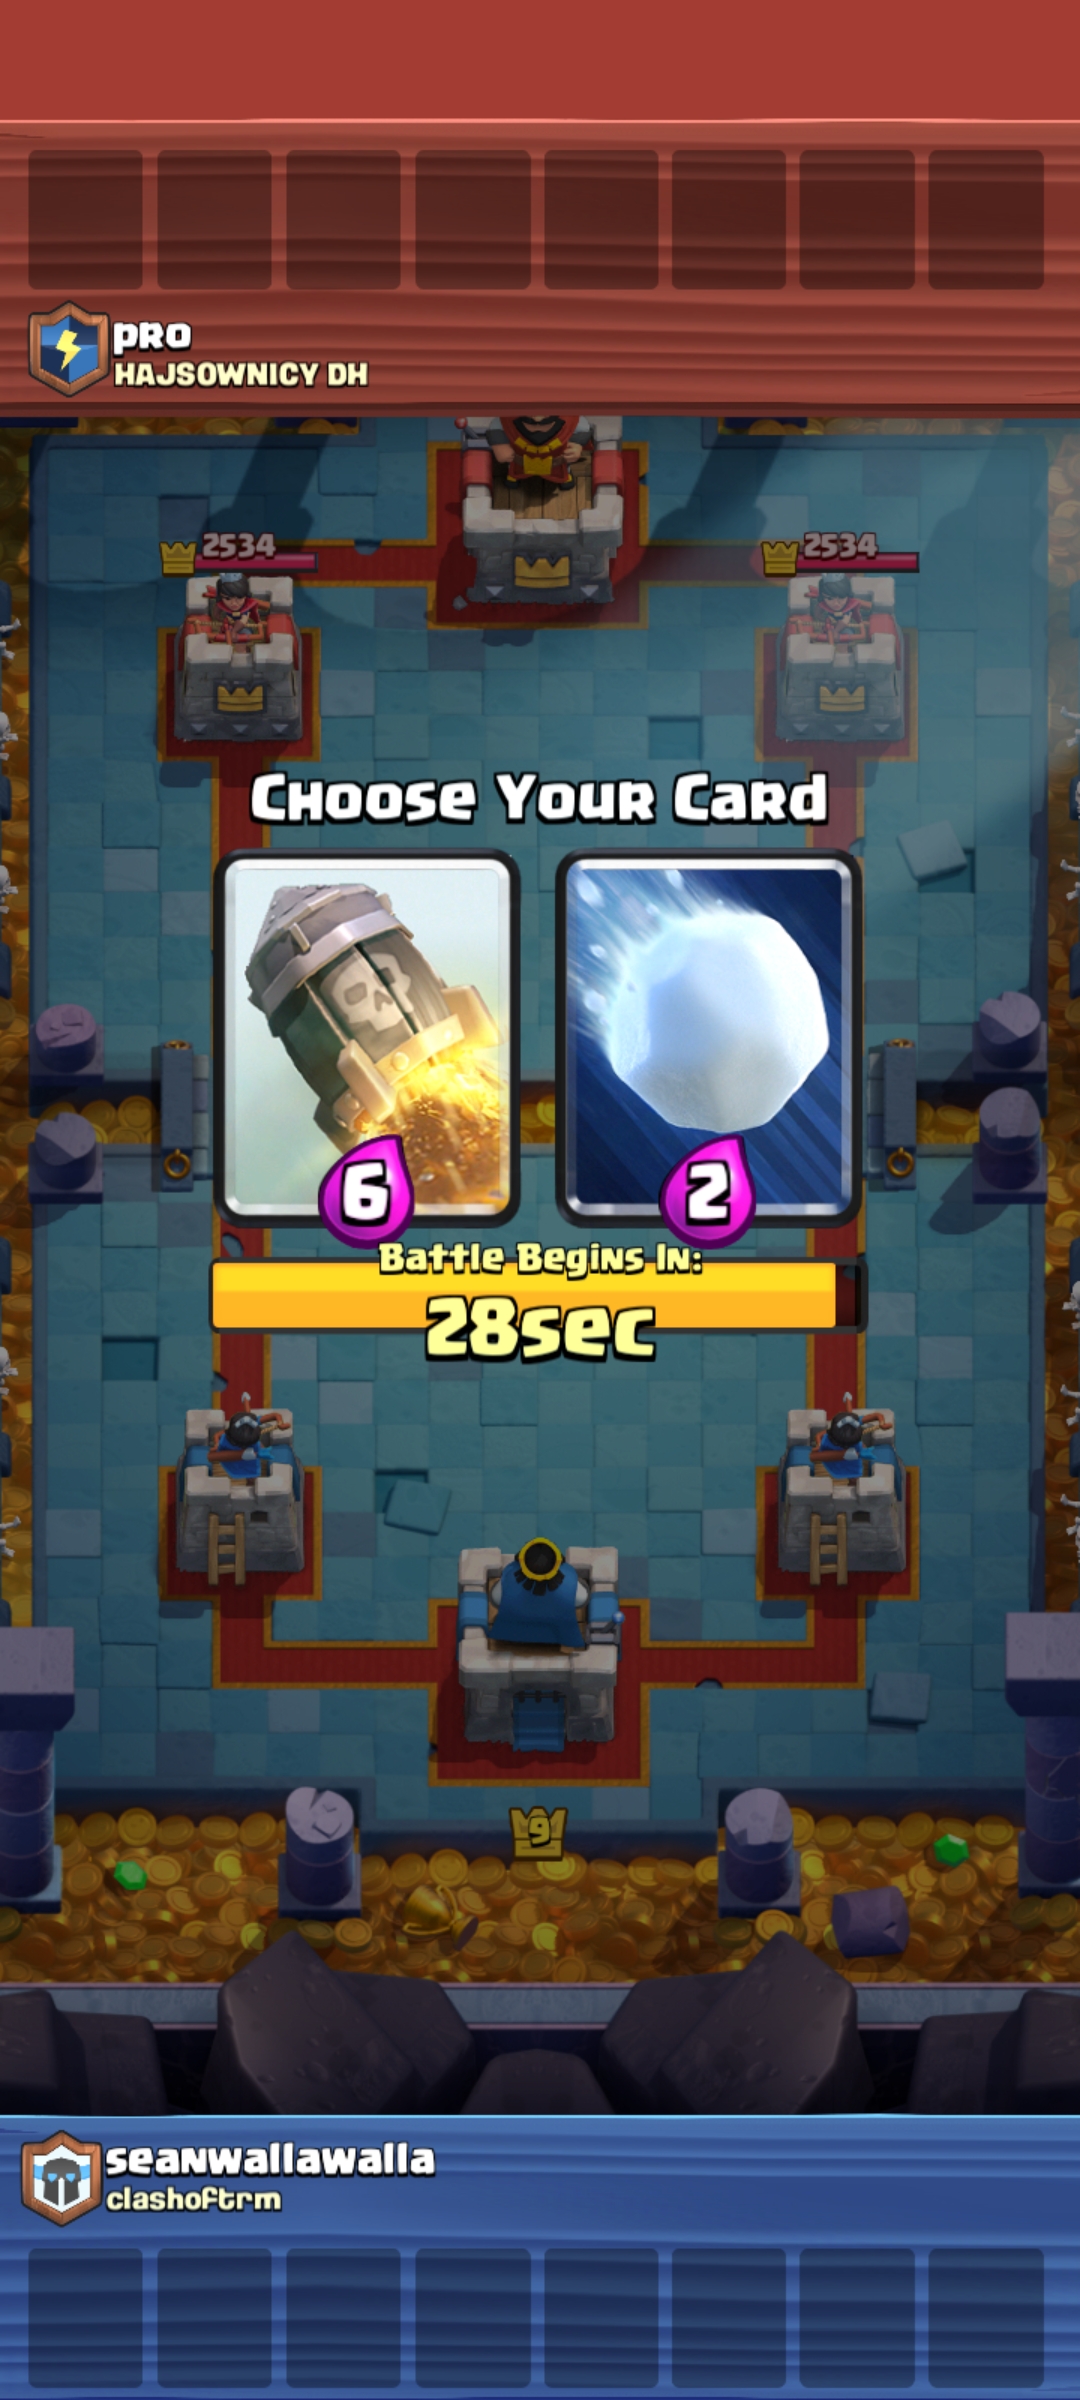 PRO
HAJSOWNICY DH
2534
2534
Choose Your Card
6
2
Battle Begins In:
28sec
9
seanwallawalla
clashoftrm